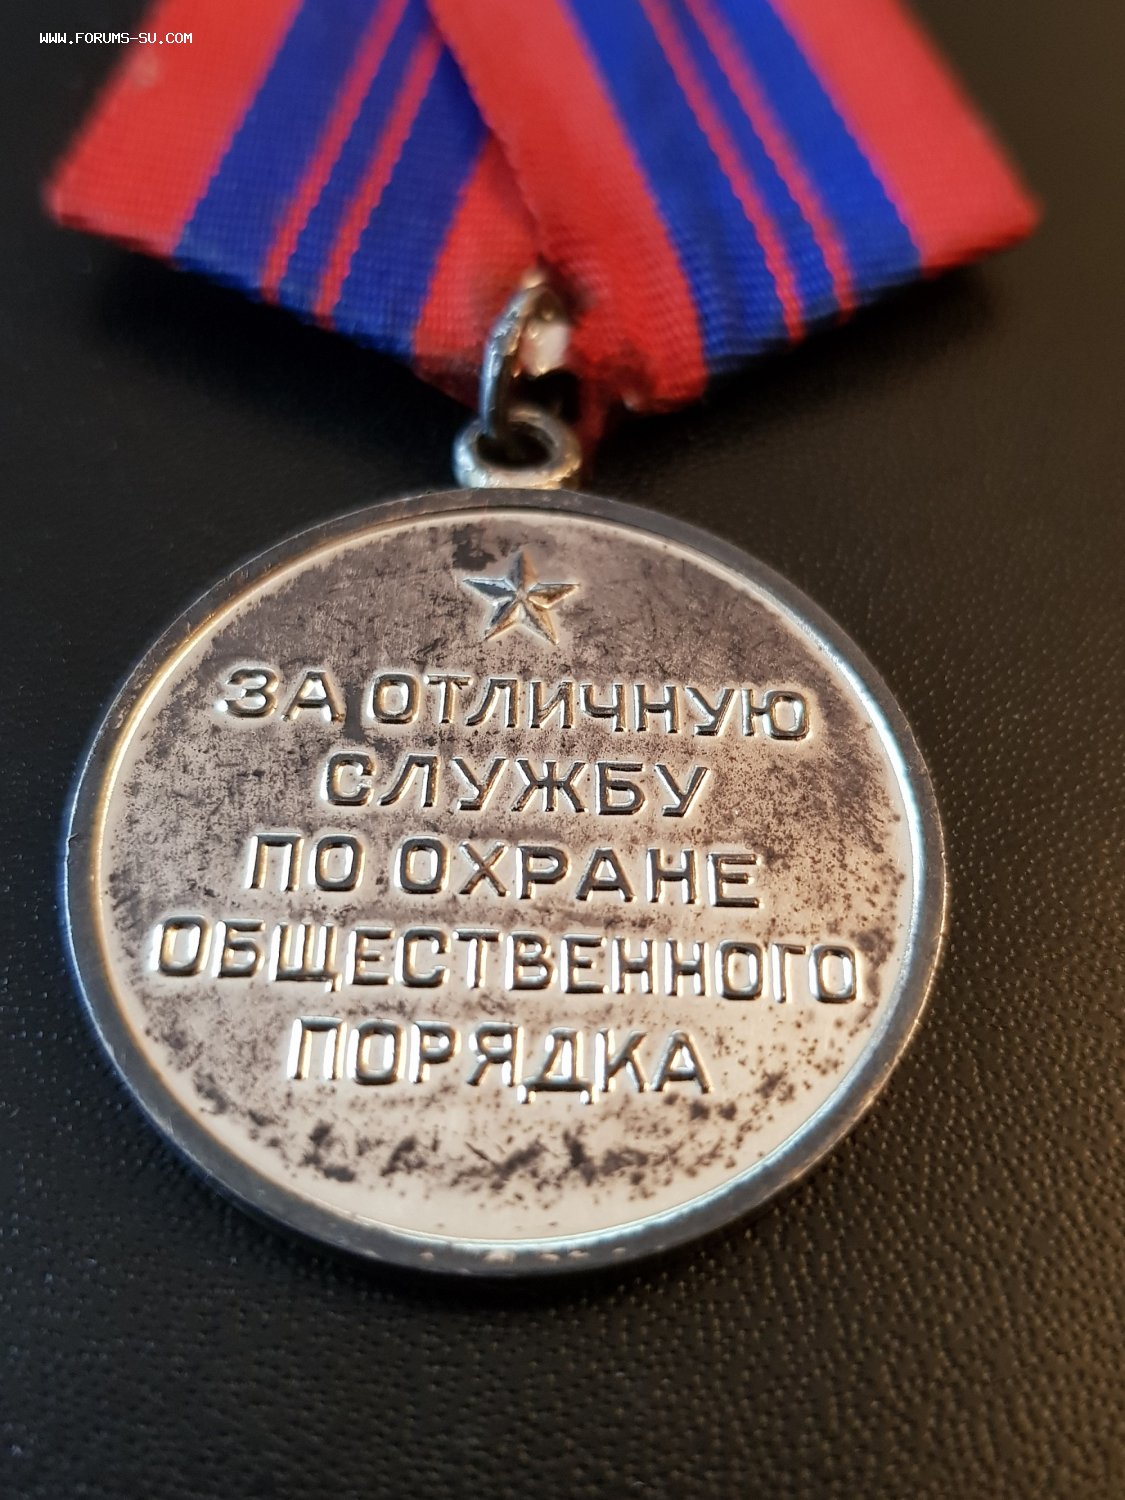 WWW.FORUMS-SU.COM
ЗА ОТЛИЧНУЮ
СЛУЖБУ
ПО ОХРАНЕ
ОБЩЕСТВЕННОГО
ПОРЯДКА